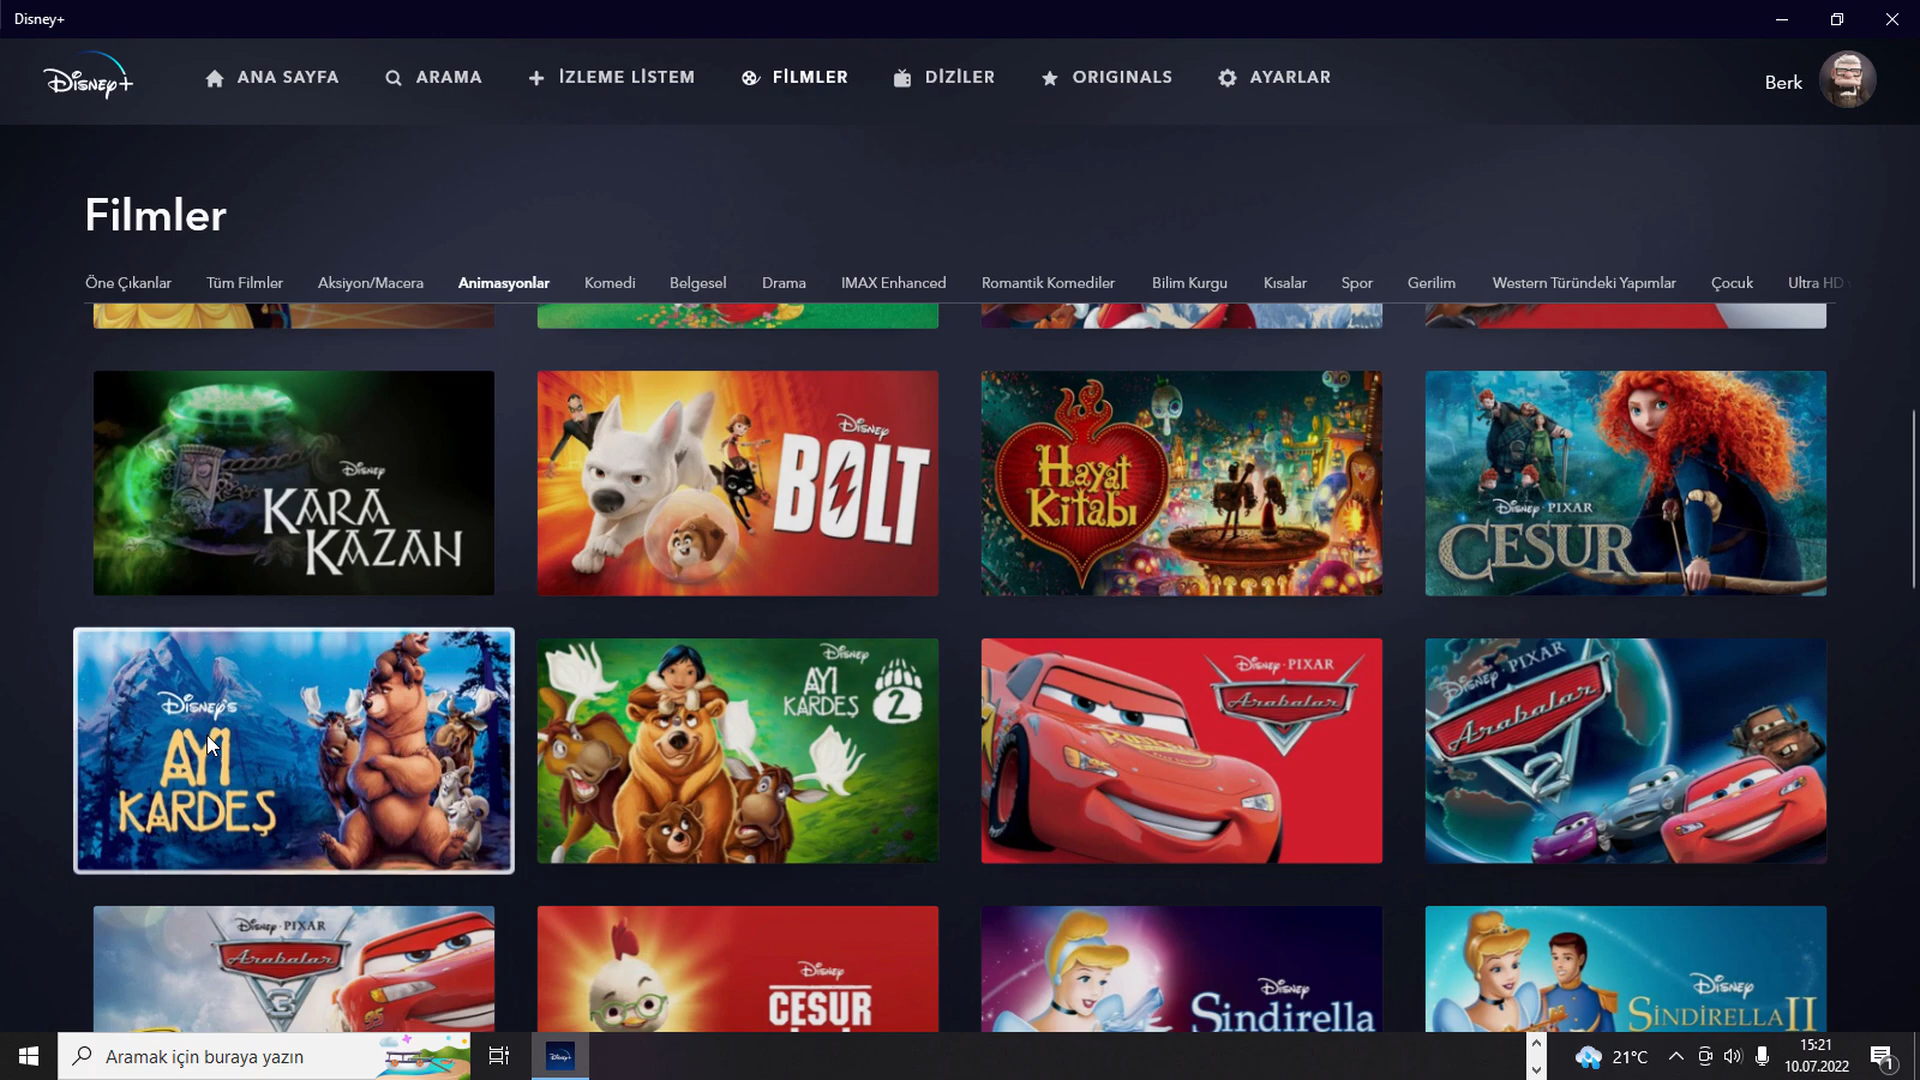 Disney+
Disney+
ANA SAYFA
ARAMA
İZLEME LİSTEM
FİLMLER
DİZİLER
ORIGINALS
AYARLAR
Berk
Filmler
Öne Çıkanlar
Tüm Filmler
Aksiyon/Macera
Animasyonlar
Komedi
Belgesel
Drama
IMAX Enhanced
Romantik Komediler
Bilim Kurgu
Kısalar
Spor
Gerilim
Western Türündeki Yapımlar
Çocuk
Ultra HD
Disney
KARA
KAZAN
Disney
BOLT
Hayat
Kitabı
Disney · PIXAR
CESUR
Disney's
AYI
KARDEŞ
Disney
AYI
KARDEŞ
2
Disney · PIXAR
Arabalar
Disney · PIXAR
Arabalar
2
Disney · PIXAR
Arabalar
3
95
Disney
CESUR
Disney
Sindirella
Disney
SİNDİRELLA II
Aramak için buraya yazın
Disney+
21°C
15:21
10.07.2022
1